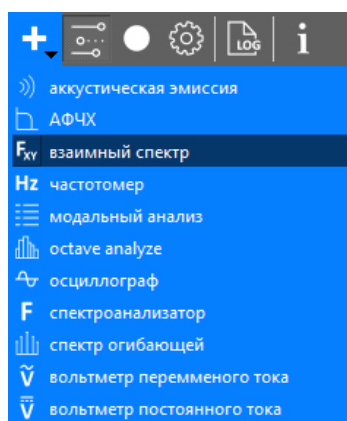 LOG
i
аккустическая эмиссия
АФЧХ
Fxy взаимный спектр
Hz частотомер
модальный анализ
octave analyze
осциллограф
F спектроанализатор
спектр огибающей
Ṽ вольтметр перемменого тока
V вольтметр постоянного тока